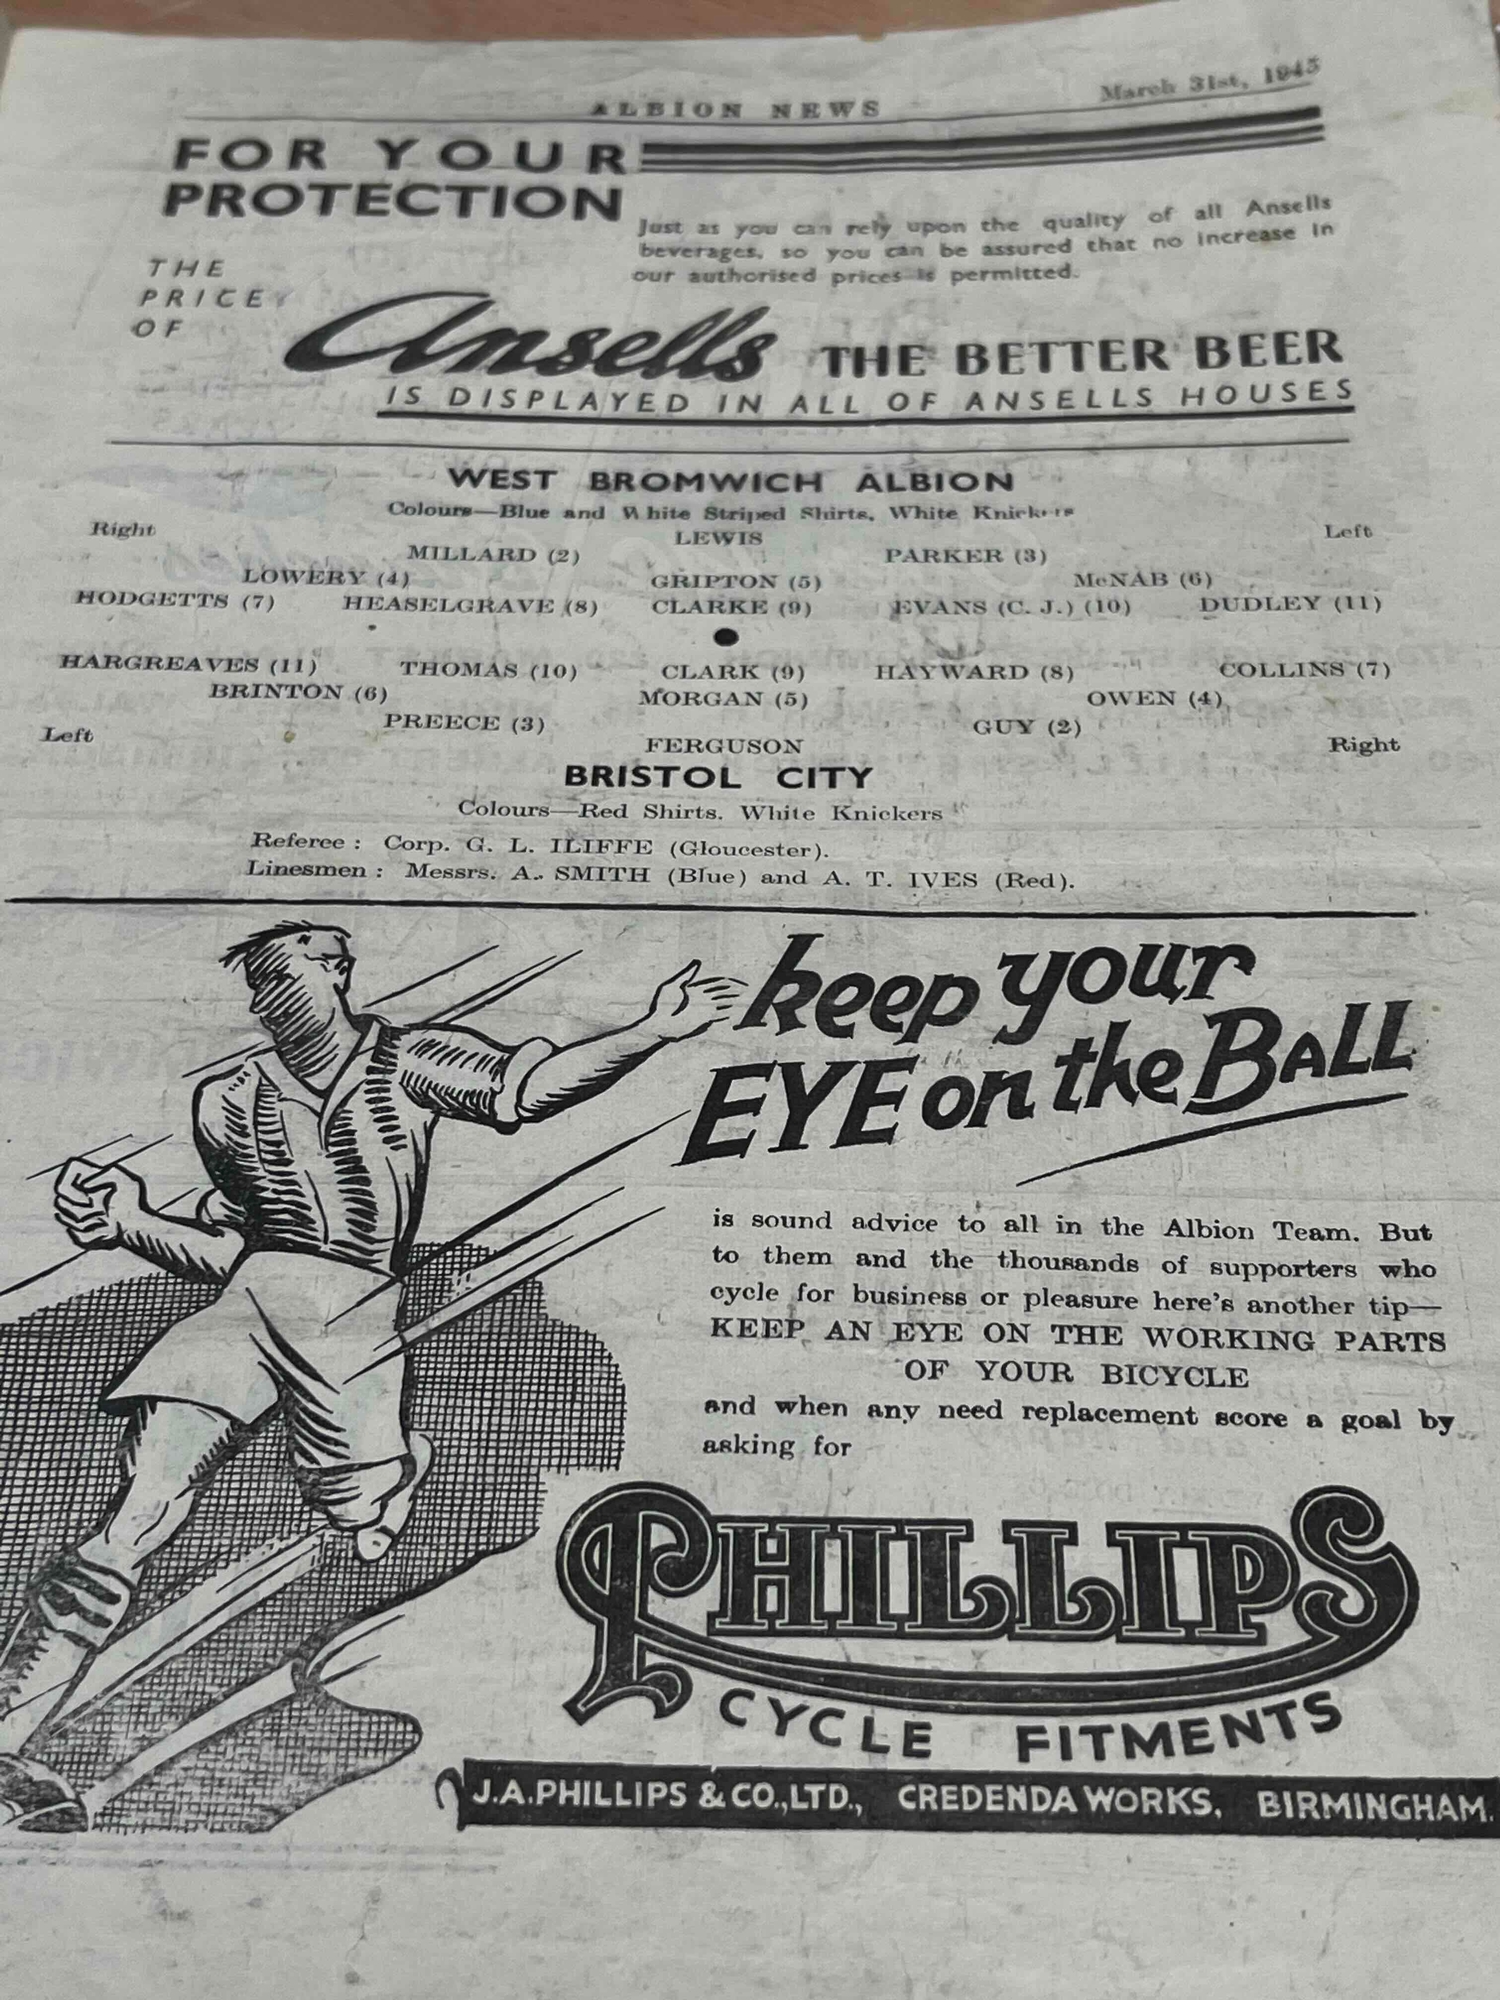 ALBION NEWS March 31st, 1945
FOR YOUR
PROTECTION
Just as you can rely upon the quality of all Ansells
beverages, so you can be assured that no increase in
our authorised prices is permitted.
THE
PRICE
OF
Ansells THE BETTER BEER
IS DISPLAYED IN ALL OF ANSELLS HOUSES
WEST BROMWICH ALBION
Colours—Blue and White Striped Shirts, White Knickers
Right LEWIS Left
MILLARD (2) PARKER (3)
LOWERY (4) GRIPTON (5) McNAB (6)
HODGETTS (7) HEASELGRAVE (8) CLARKE (9) EVANS (C. J.) (10) DUDLEY (11)
HARGREAVES (11) THOMAS (10) CLARK (9) HAYWARD (8) COLLINS (7)
BRINTON (6) MORGAN (5) OWEN (4)
PREECE (3) GUY (2)
Left FERGUSON Right
BRISTOL CITY
Colours—Red Shirts. White Knickers
Referee : Corp. G. L. ILIFFE (Gloucester).
Linesmen : Messrs. A. SMITH (Blue) and A. T. IVES (Red).
keep your
EYE on the BALL
is sound advice to all in the Albion Team. But
to them and the thousands of supporters who
cycle for business or pleasure here's another tip—
KEEP AN EYE ON THE WORKING PARTS
OF YOUR BICYCLE
and when any need replacement score a goal by
asking for
PHILLIPS
CYCLE FITMENTS
J.A.PHILLIPS & CO.,LTD., CREDENDA WORKS, BIRMINGHAM.